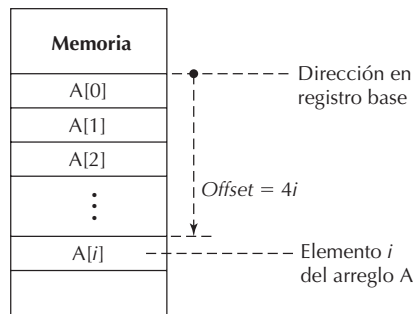 Memoria
Dirección en
registro base
A[0]
A[1]
A[2]
⋮
Offset = 4i
A[i]
Elemento i
del arreglo A